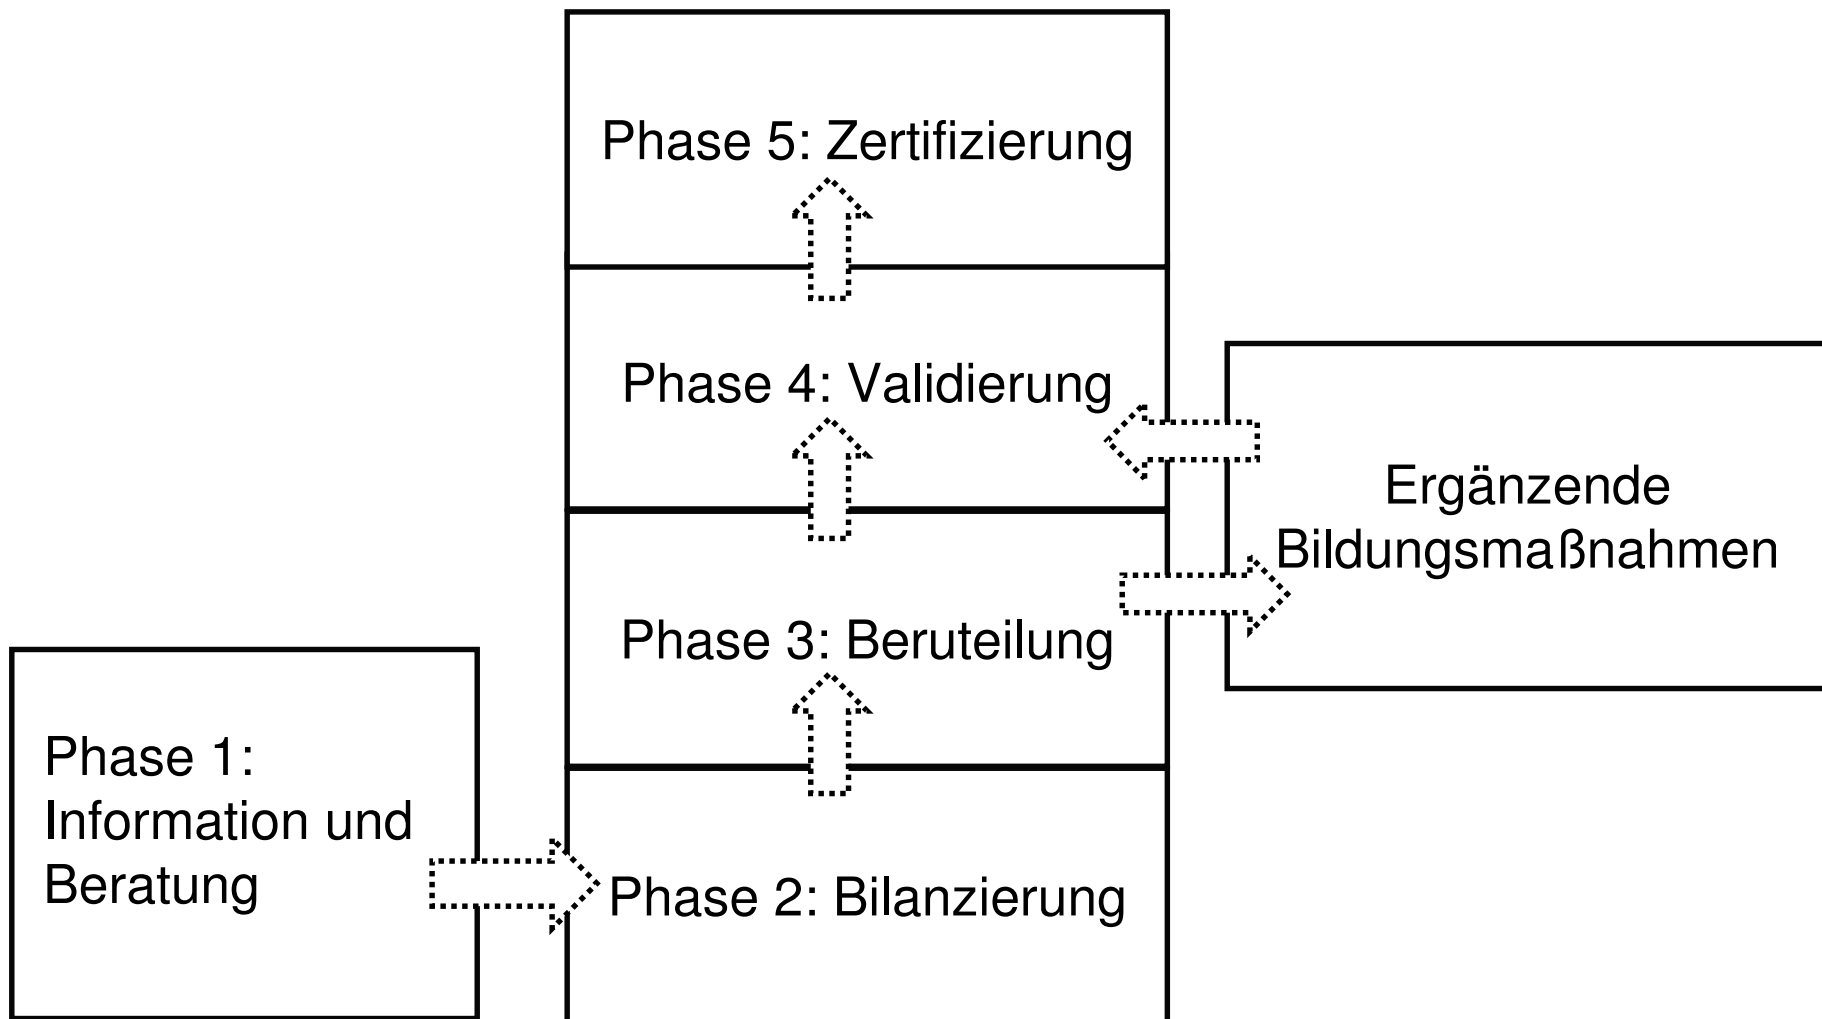 Phase 5: Zertifizierung
Phase 4: Validierung
Ergänzende
Bildungsmaßnahmen
Phase 3: Beruteilung
Phase 1:
Information und
Beratung
Phase 2: Bilanzierung